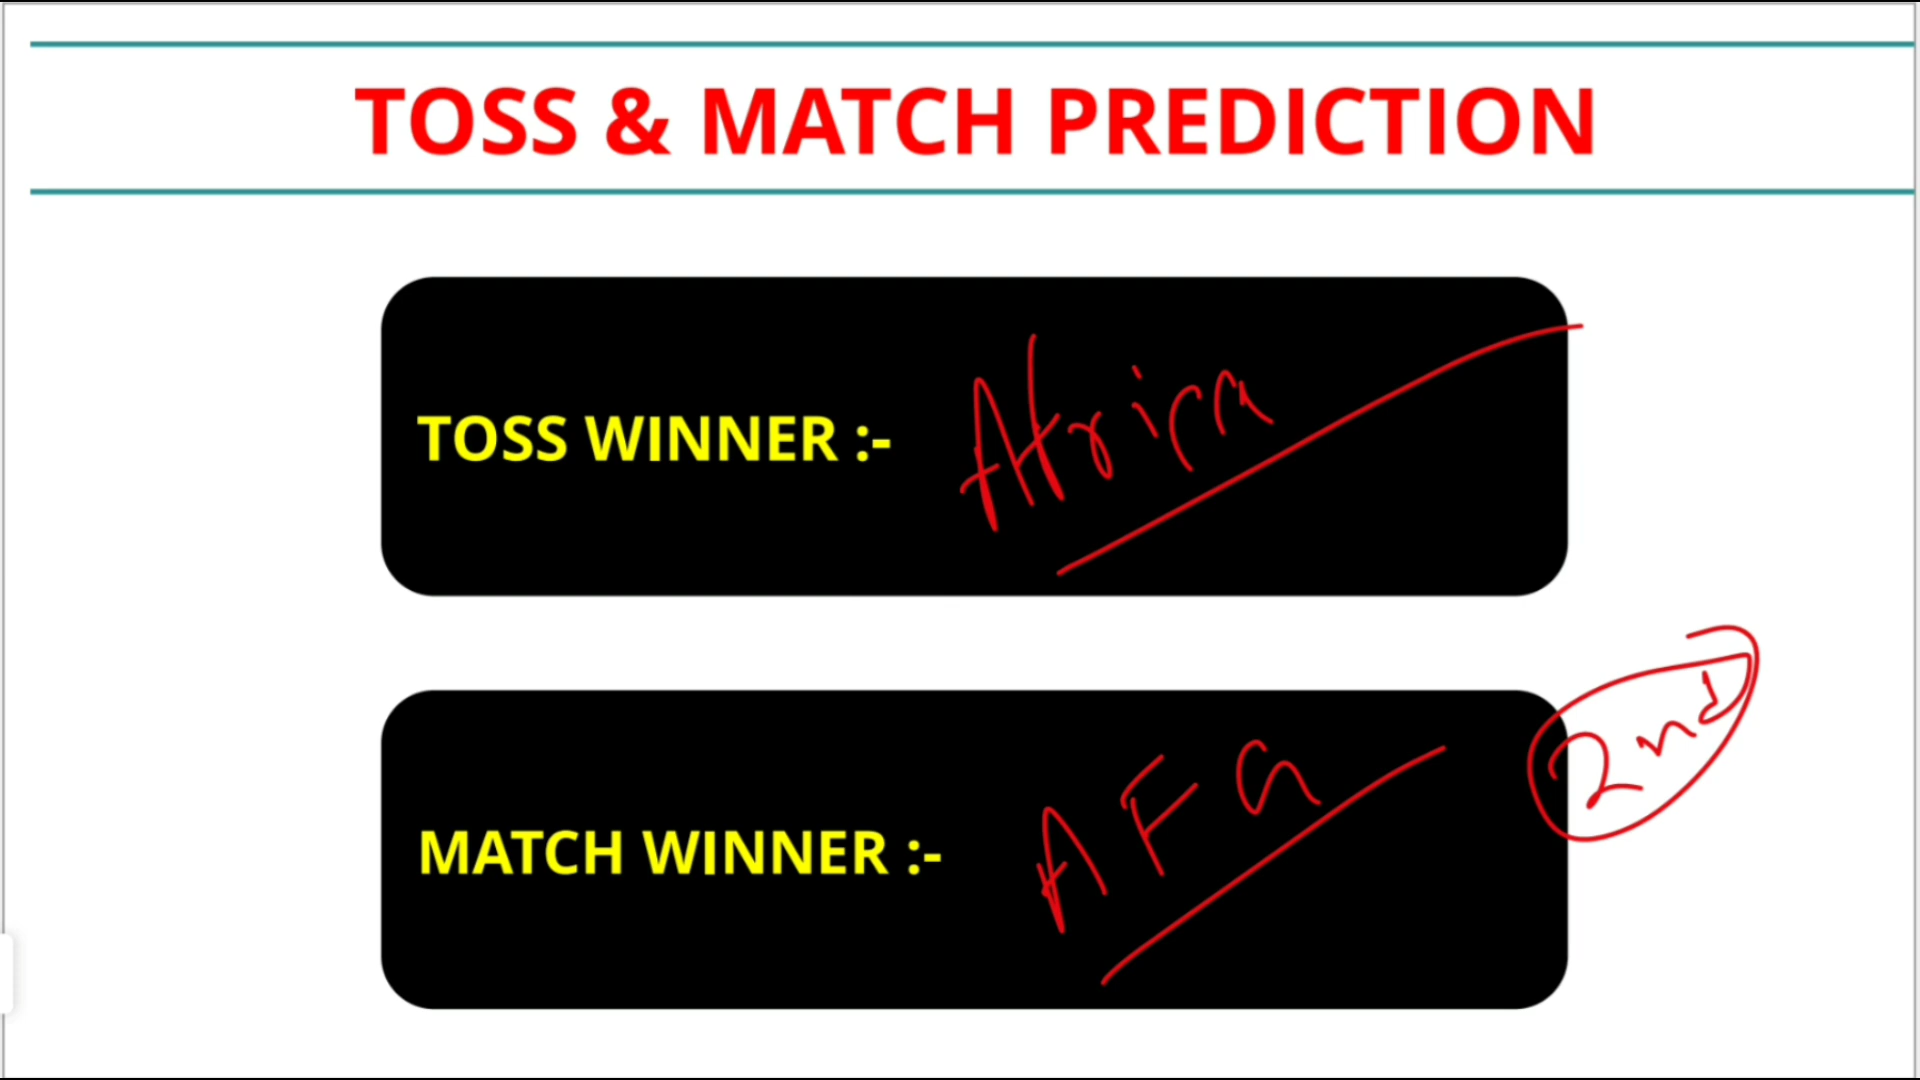 TOSS & MATCH PREDICTION
TOSS WINNER :- Africa
2nd
MATCH WINNER :- AFG